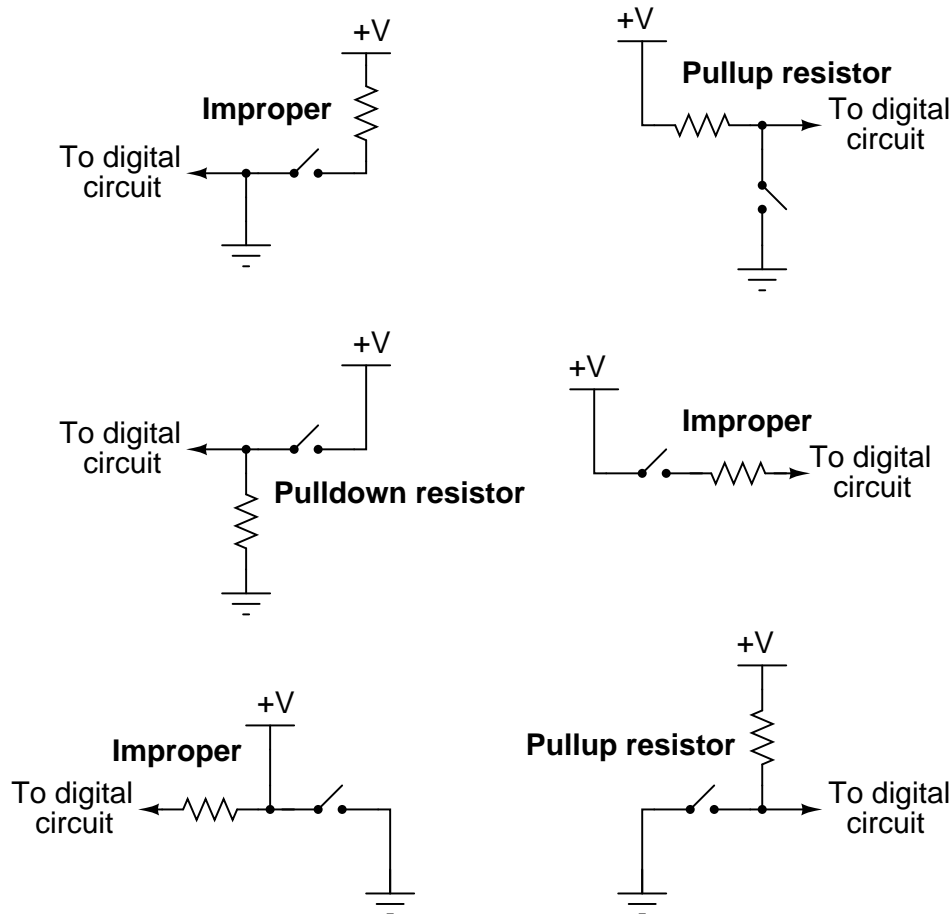 +V
Improper
To digital
circuit
+V
Pullup resistor
To digital
circuit
+V
To digital
circuit
Pulldown resistor
+V
Improper
To digital
circuit
+V
Improper
To digital
circuit
+V
Pullup resistor
To digital
circuit